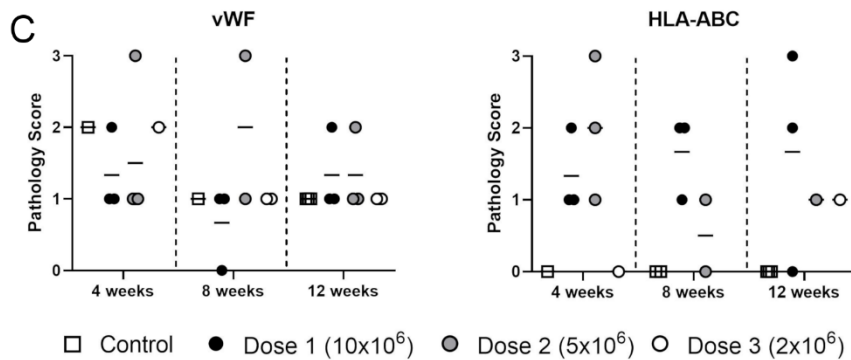 C
vWF
HLA-ABC
Pathology Score
3
2
1
0
4 weeks
8 weeks
12 weeks
Pathology Score
3
2
1
0
4 weeks
8 weeks
12 weeks
Control
Dose 1 (10x10⁶)
Dose 2 (5x10⁶)
Dose 3 (2x10⁶)